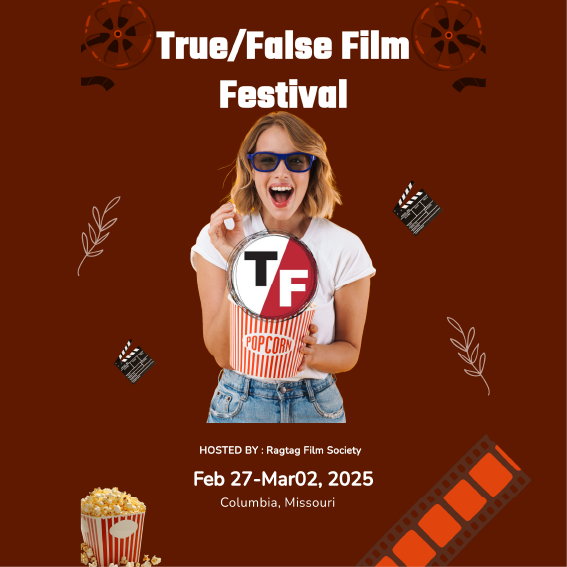 True/False Film
Festival
T
F
POPCORN
HOSTED BY : Ragtag Film Society
Feb 27-Mar02, 2025
Columbia, Missouri